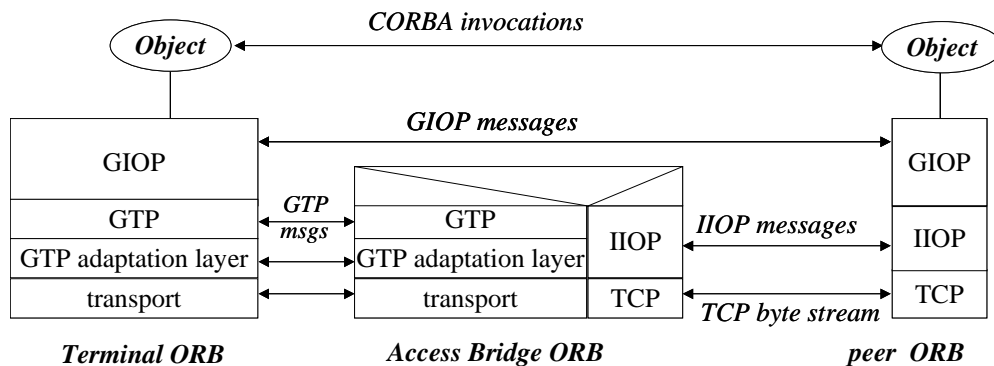 CORBA invocations
Object
Object
GIOP messages
GIOP
GIOP
GTP
msgs
GTP
GTP
IIOP
IIOP messages
IIOP
GTP adaptation layer
GTP adaptation layer
transport
transport
TCP
TCP byte stream
TCP
Terminal ORB
Access Bridge ORB
peer ORB